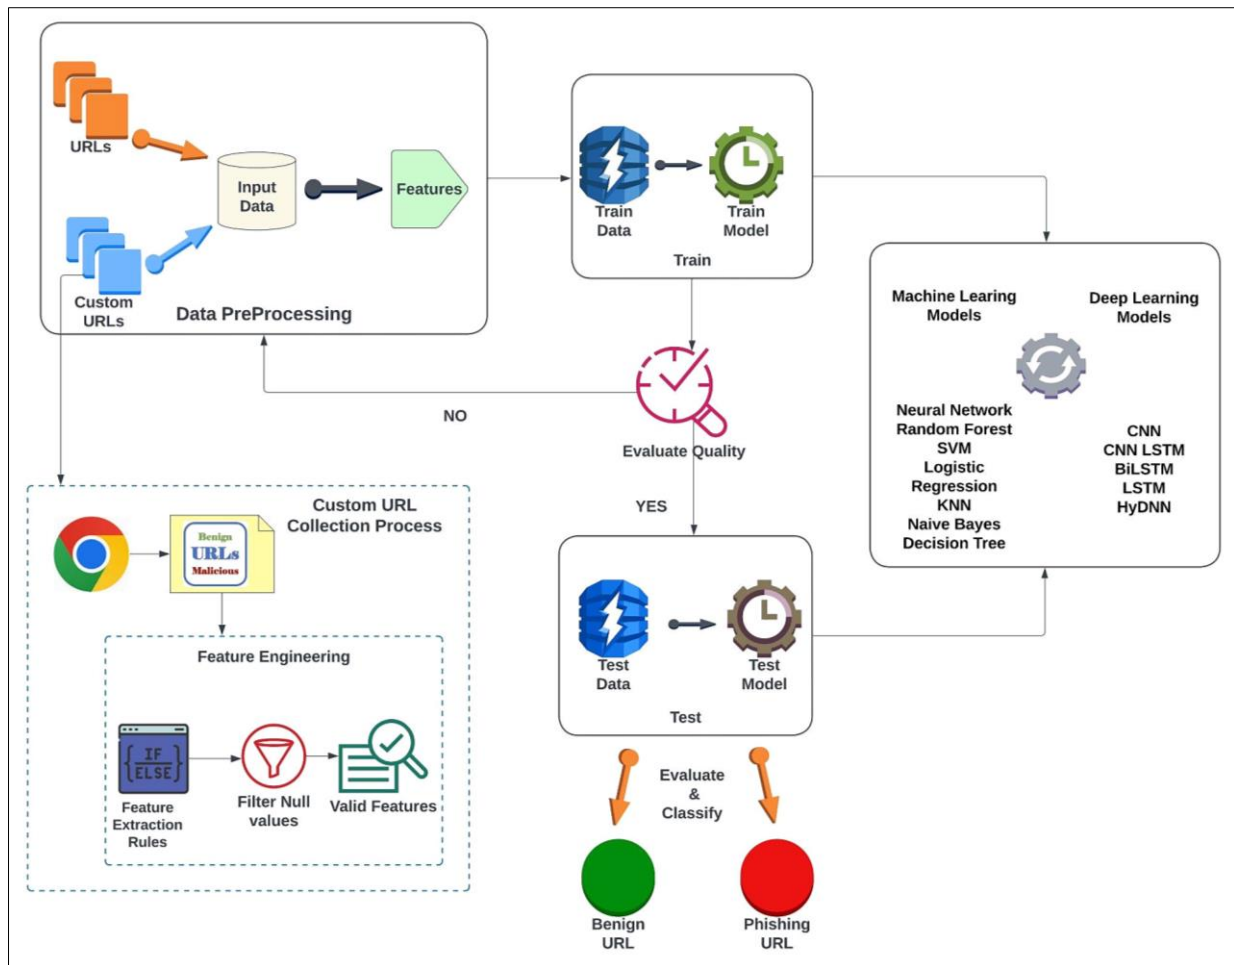 URLs
Input
Data
Features
Custom
URLs
Data PreProcessing
Train
Data
Train
Model
Train
Machine Learing
Models
Deep Learning
Models
Neural Network
Random Forest
SVM
Logistic
Regression
KNN
Naive Bayes
Decision Tree
CNN
CNN LSTM
BiLSTM
LSTM
HyDNN
NO
Evaluate Quality
YES
Custom URL
Collection Process
Benign
URLs
Malicious
Feature Engineering
{ IF
ELSE }
Feature
Extraction
Rules
Filter Null
values
Valid Features
Test
Data
Test
Model
Test
Evaluate
&
Classify
Benign
URL
Phishing
URL